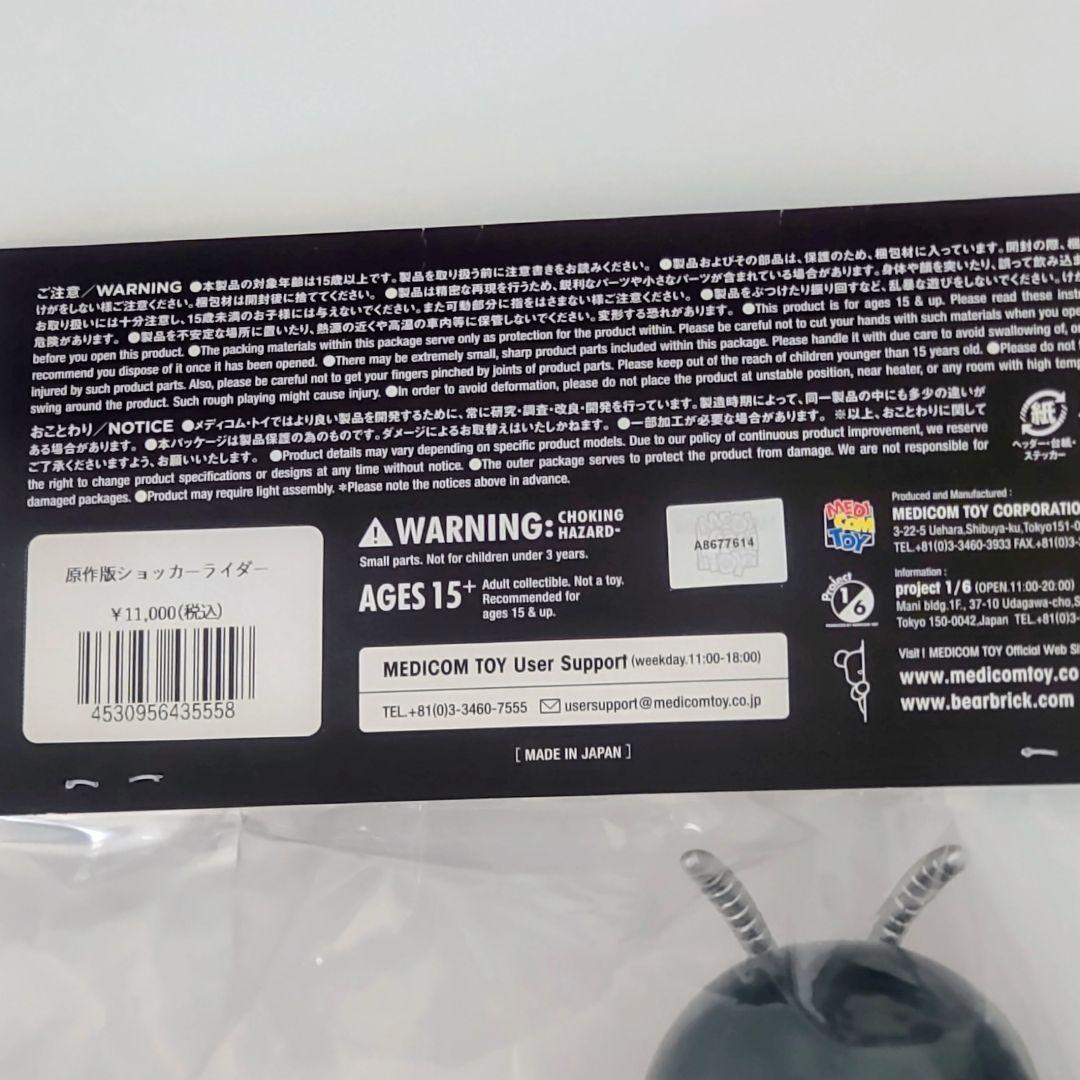 ご注意／WARNING ●本製品の対象年齢は15歳以上です。製品を取り扱う前に注意書きをお読みください。 ●製品およびその部品は、保護のため、梱包材に入っています。開封の際、梱
けがをしない様ご注意ください。梱包材は開封後に捨ててください。 ●製品は精密な再現を行うため、鋭利なパーツや小さなパーツが含まれている場合があります。身体や顔を突いたり、誤って飲み込ま
お取り扱いには十分注意し、15歳未満のお子様には与えないでください。また可動部分に指をはさまない様ご注意ください。 ●製品をぶつけたり振り回すなど、乱暴な遊びをしないでください。けが
危険があります。 ●製品を不安定な場所に置いたり、熱源の近くや高温の車内等に保管しないでください。変形する恐れがあります。 ●This product is for ages 15 & up. Please read these inst
before you open this product. ●The packing materials within this package serve only as protection for the product within. Please be careful not to cut your hands with such materials when you ope
recommend you dispose of it once it has been opened. ●There may be extremely small, sharp product parts included within this package. Please handle it with due care to avoid swallowing of, or
injured by such product parts. Also, please be careful not to get your fingers pinched by joints of product parts. Please keep out of the reach of children younger than 15 years old. ●Please do not
swing around the product. Such rough playing might cause injury. ●In order to avoid deformation, please do not place the product at unstable position, near heater, or any room with high temp
おことわり／NOTICE ●メディコム・トイではより良い製品を開発するために、常に研究・調査・改良・開発を行っています。製造時期によって、同一製品の中にも多少の違いが
ある場合があります。 ●本パッケージは製品保護の為のものです。ダメージによるお取替えはいたしかねます。 ●一部加工が必要な場合があります。 ※以上、おことわりに関して
ご了承くださいますよう、お願いいたします。 ●Product details may vary depending on specific product models. Due to our policy of continuous product improvement, we reserve
the right to change product specifications or designs at any time without notice. ●The outer package serves to protect the product from damage. We are not responsible for
damaged packages. ●Product may require light assembly. ＊Please note the notices above in advance.
紙
ヘッダー・台紙・
ステッカー
原作版ショッカーライダー
￥11,000(税込)
4530956435558
WARNING: CHOKING HAZARD-
Small parts. Not for children under 3 years.
AGES 15+ Adult collectible. Not a toy.
Recommended for
ages 15 & up.
MEDI COM TOY
A8677614
MEDICOM TOY User Support (weekday.11:00-18:00)
TEL.+81(0)3-3460-7555 usersupport@medicomtoy.co.jp
[ MADE IN JAPAN ]
MEDI
COM
TOY
Produced and Manufactured :
MEDICOM TOY CORPORATIO
3-22-5 Uehara,Shibuya-ku,Tokyo151-0
TEL.+81(0)3-3460-3933 FAX.+81(0)3-
Project 1/6
Information :
project 1/6 (OPEN.11:00-20:00)
Mani bldg.1F., 37-10 Udagawa-cho,S
Tokyo 150-0042,Japan TEL.+81(0)3-
Visit ! MEDICOM TOY Official Web Si
www.medicomtoy.co
www.bearbrick.com